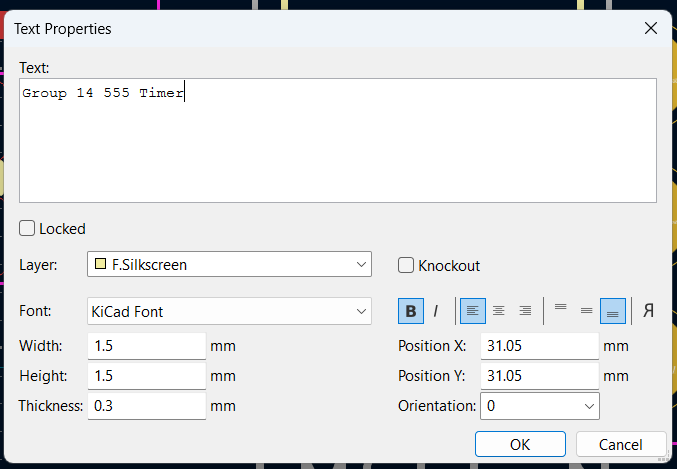 Text Properties
Text:
Group 14 555 Timer
Locked
Layer: F.Silkscreen Knockout
Font: KiCad Font B I Я
Width: 1.5 mm Position X: 31.05 mm
Height: 1.5 mm Position Y: 31.05 mm
Thickness: 0.3 mm Orientation: 0
OK Cancel